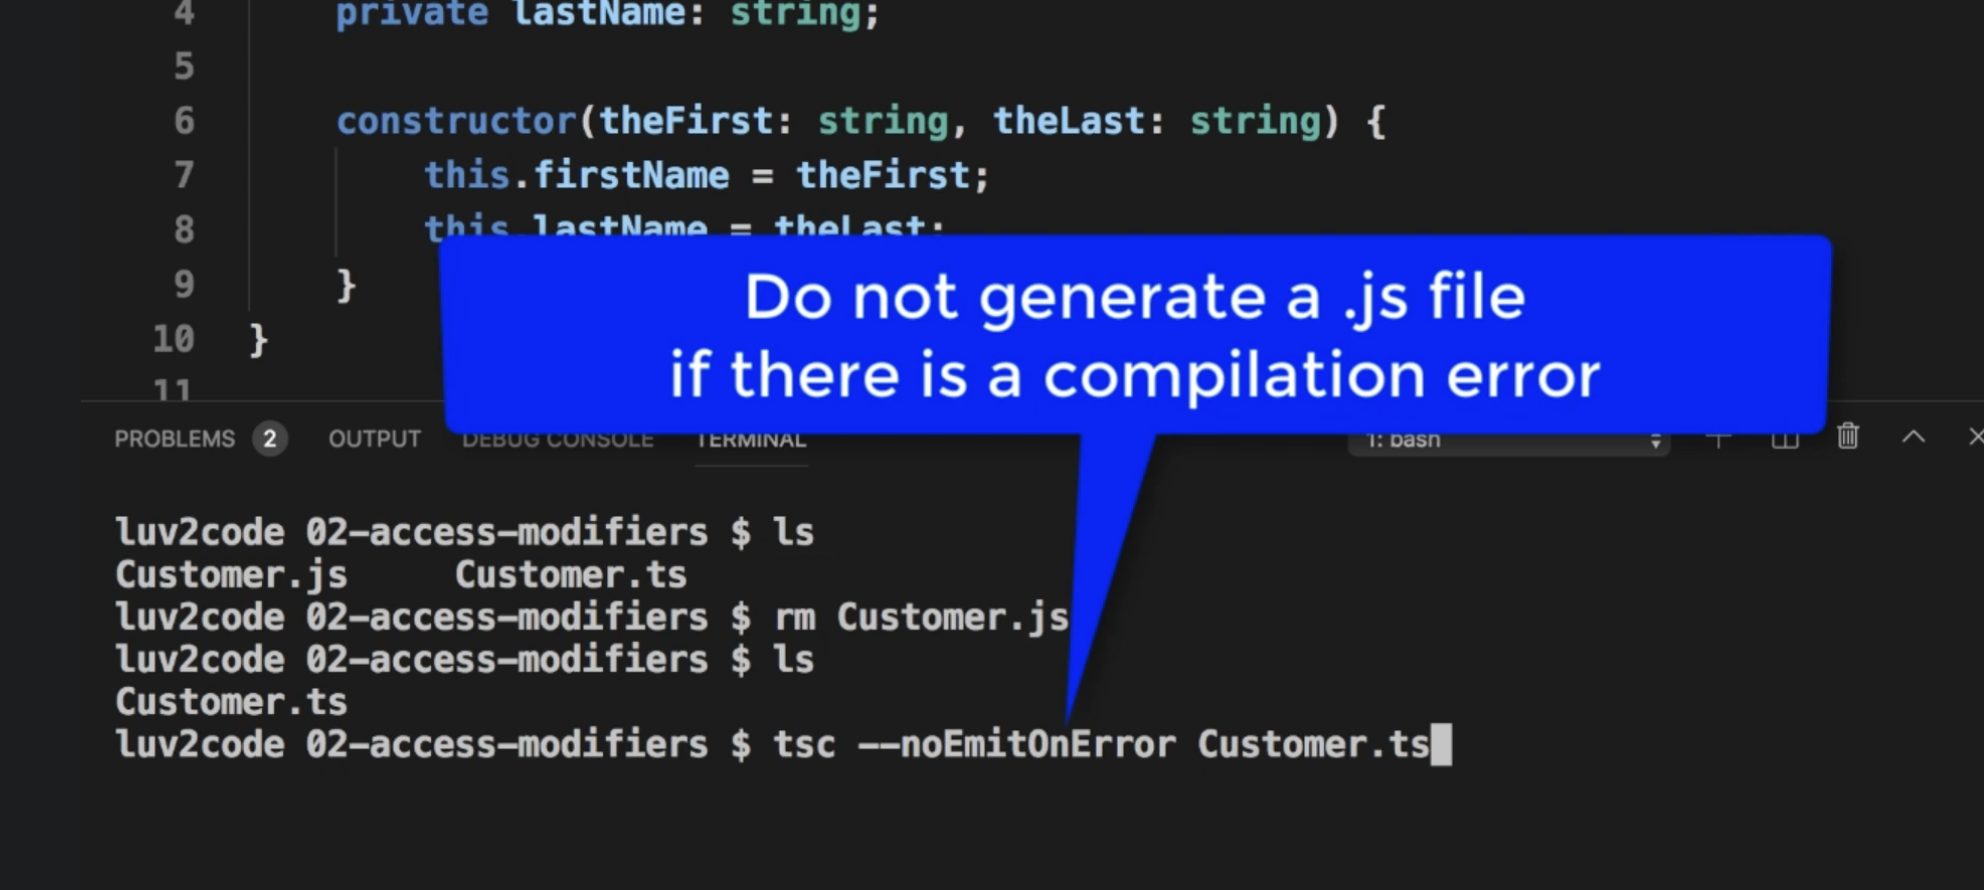 4 private lastName: string;
5
6 constructor(theFirst: string, theLast: string) {
7 this.firstName = theFirst;
8 this.lastName = theLast;
9 }
10 }
11
Do not generate a .js file
if there is a compilation error
PROBLEMS 2 OUTPUT DEBUG CONSOLE TERMINAL 1: bash
luv2code 02-access-modifiers $ ls
Customer.js Customer.ts
luv2code 02-access-modifiers $ rm Customer.js
luv2code 02-access-modifiers $ ls
Customer.ts
luv2code 02-access-modifiers $ tsc --noEmitOnError Customer.ts